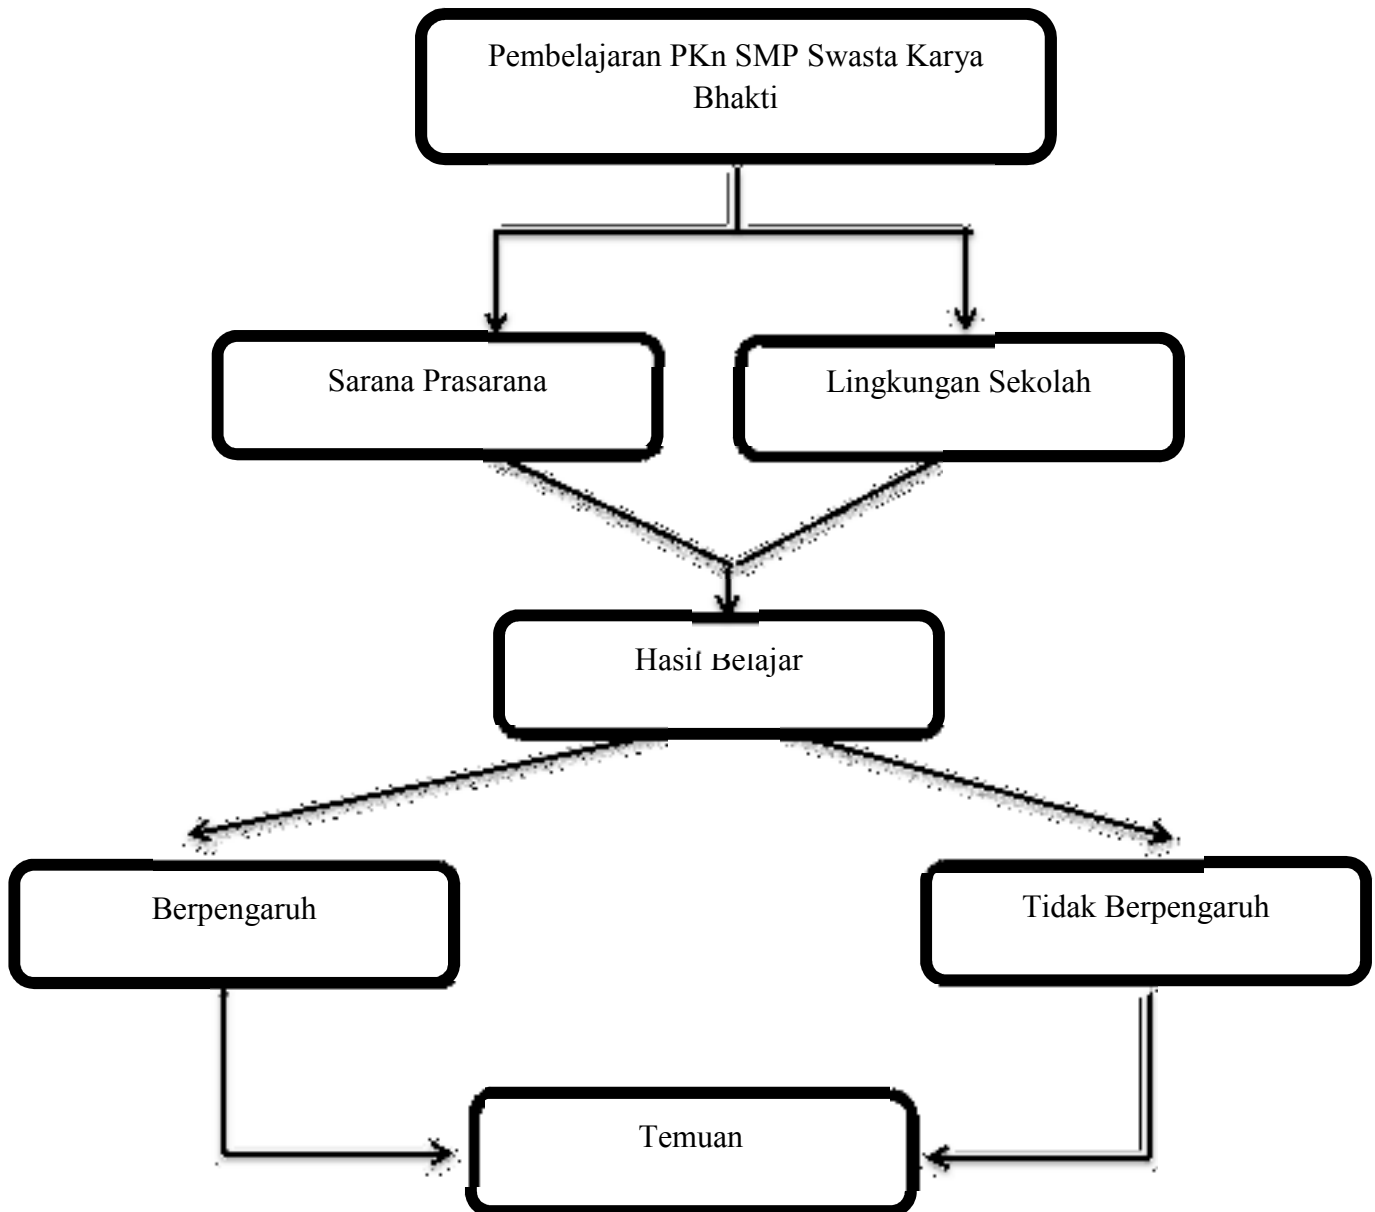 Pembelajaran PKn SMP Swasta Karya
Bhakti
Sarana Prasarana
Lingkungan Sekolah
Hasil Belajar
Berpengaruh
Tidak Berpengaruh
Temuan